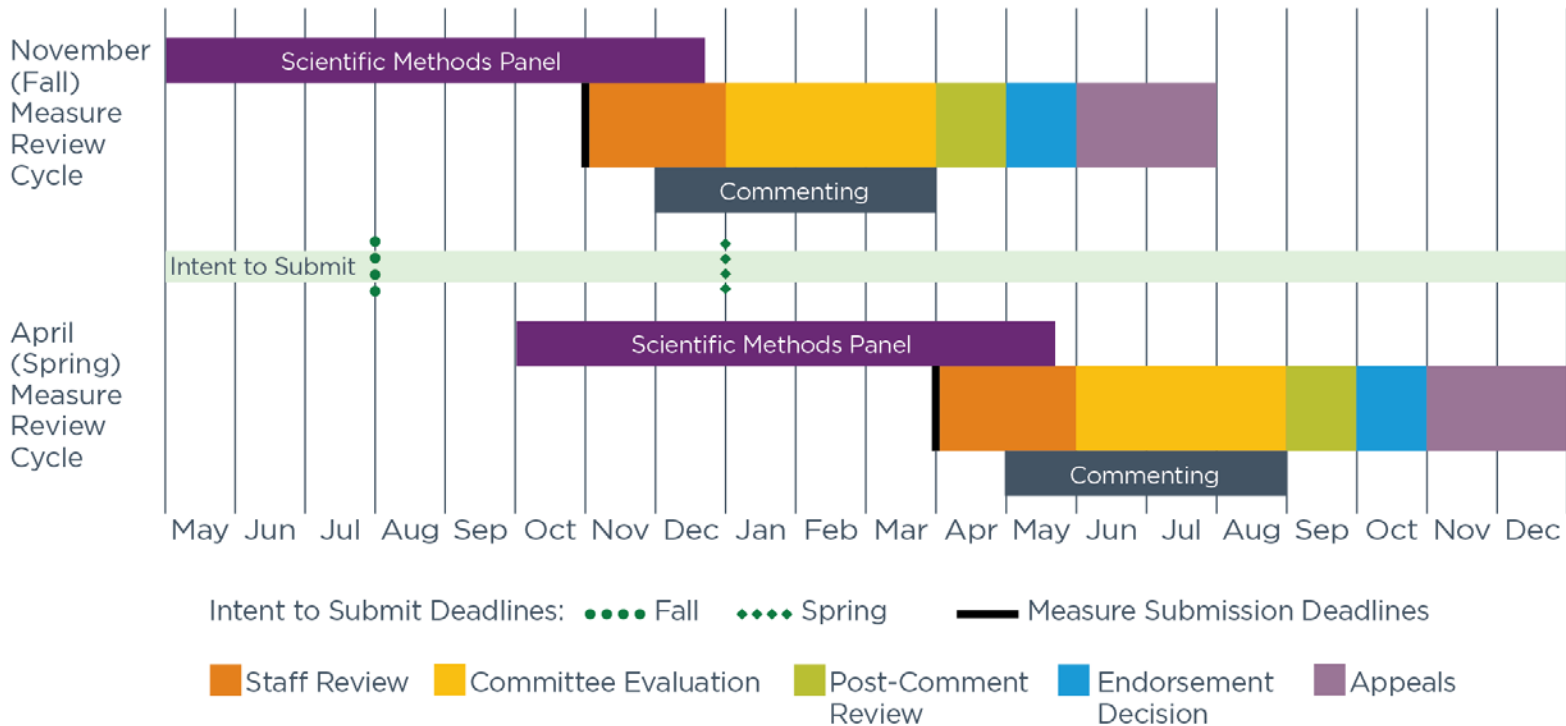 November
(Fall)
Measure
Review
Cycle
Scientific Methods Panel
Commenting
Intent to Submit
April
(Spring)
Measure
Review
Cycle
Scientific Methods Panel
Commenting
May Jun Jul Aug Sep Oct Nov Dec Jan Feb Mar Apr May Jun Jul Aug Sep Oct Nov Dec
Intent to Submit Deadlines: Fall Spring Measure Submission Deadlines
Staff Review Committee Evaluation Post-Comment Review Endorsement Decision Appeals